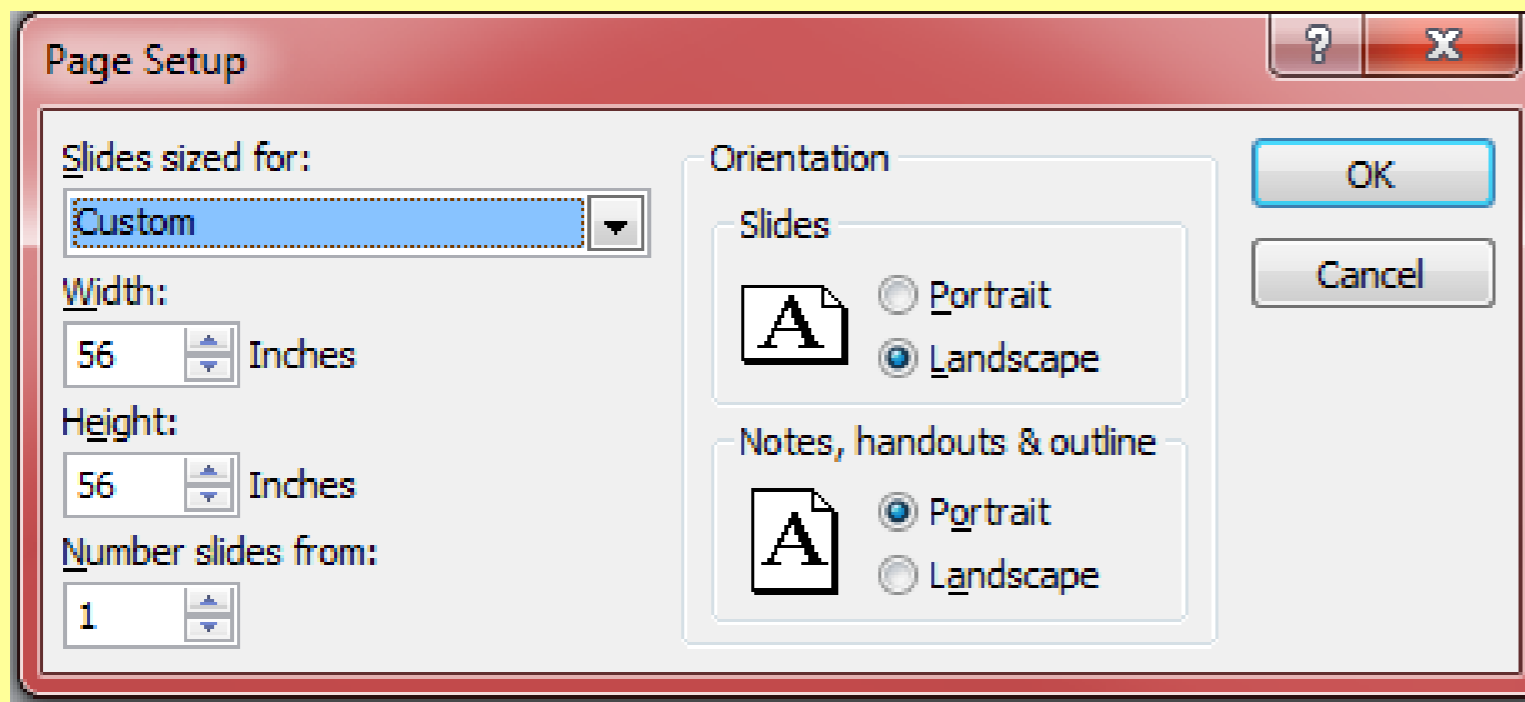 Page Setup
Slides sized for:
Custom
Width:
56 Inches
Height:
56 Inches
Number slides from:
1
Orientation
Slides
A
Portrait
Landscape
Notes, handouts & outline
A
Portrait
Landscape
?
X
OK
Cancel